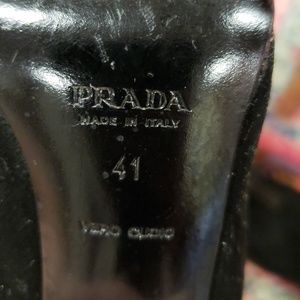 PRADA
MADE IN ITALY
41
VERO CUOIO